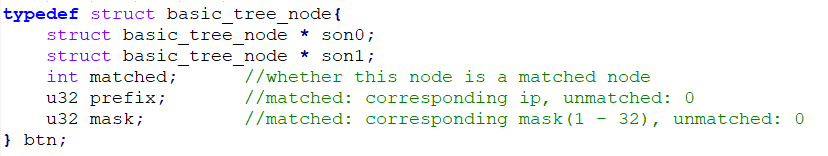 typedef struct basic_tree_node{
    struct basic_tree_node * son0;
    struct basic_tree_node * son1;
    int matched;       //whether this node is a matched node
    u32 prefix;        //matched: corresponding ip, unmatched: 0
    u32 mask;          //matched: corresponding mask(1 - 32), unmatched: 0
} btn;